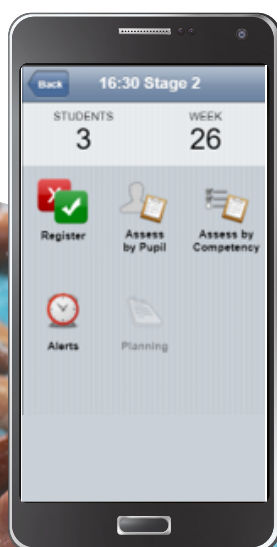 Back
16:30 Stage 2
STUDENTS
3
WEEK
26
Register
Assess
by Pupil
Assess by
Competency
Alerts
Planning